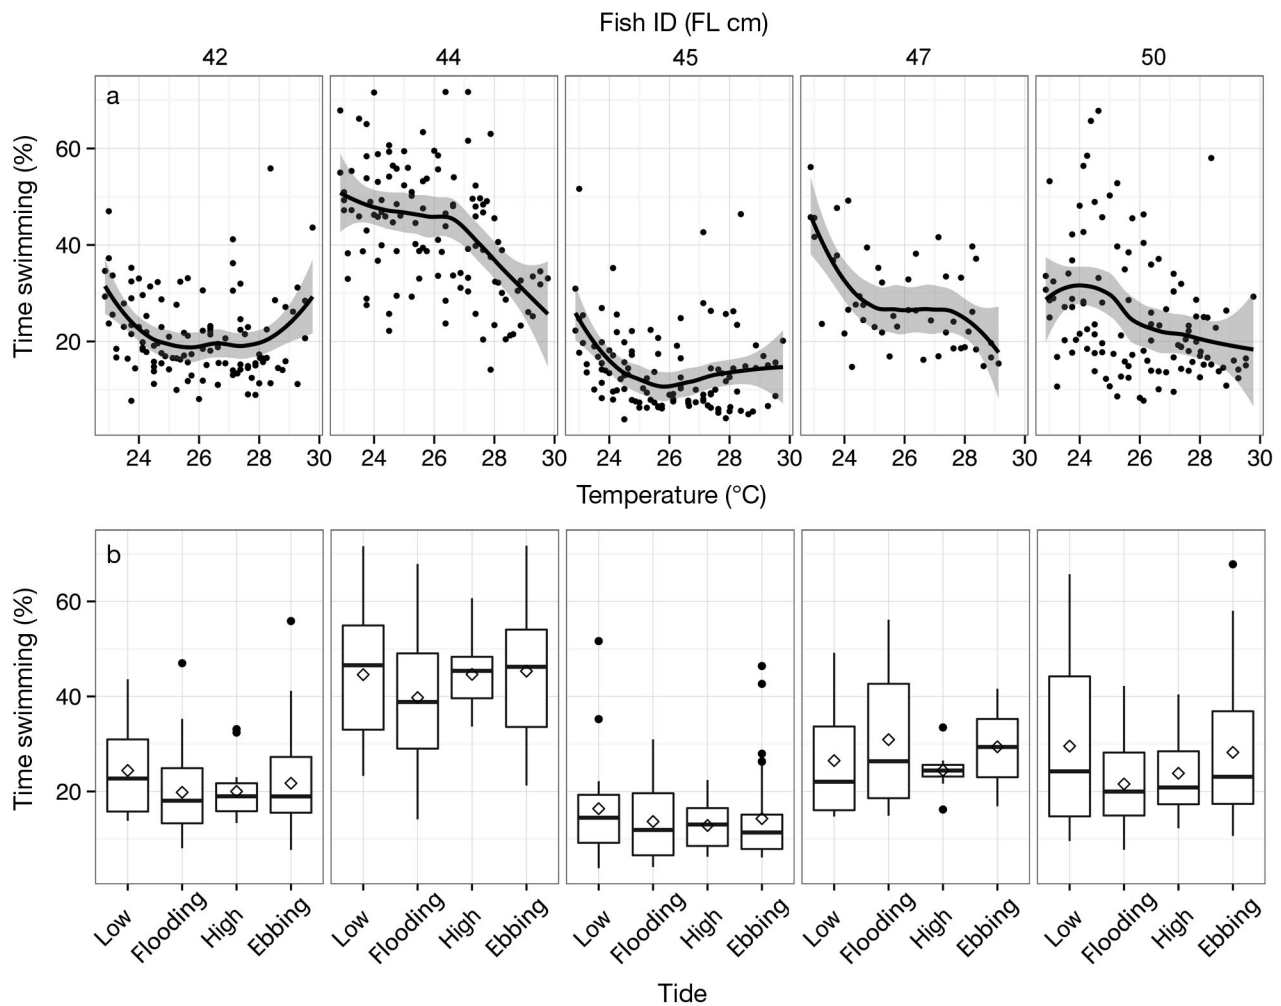 Fish ID (FL cm)
42 44 45 47 50
a
Time swimming (%)
60
40
20
24 26 28 30 24 26 28 30 24 26 28 30 24 26 28 30 24 26 28 30
Temperature (°C)
b
Time swimming (%)
60
40
20
Low Flooding High Ebbing Low Flooding High Ebbing Low Flooding High Ebbing Low Flooding High Ebbing Low Flooding High Ebbing
Tide